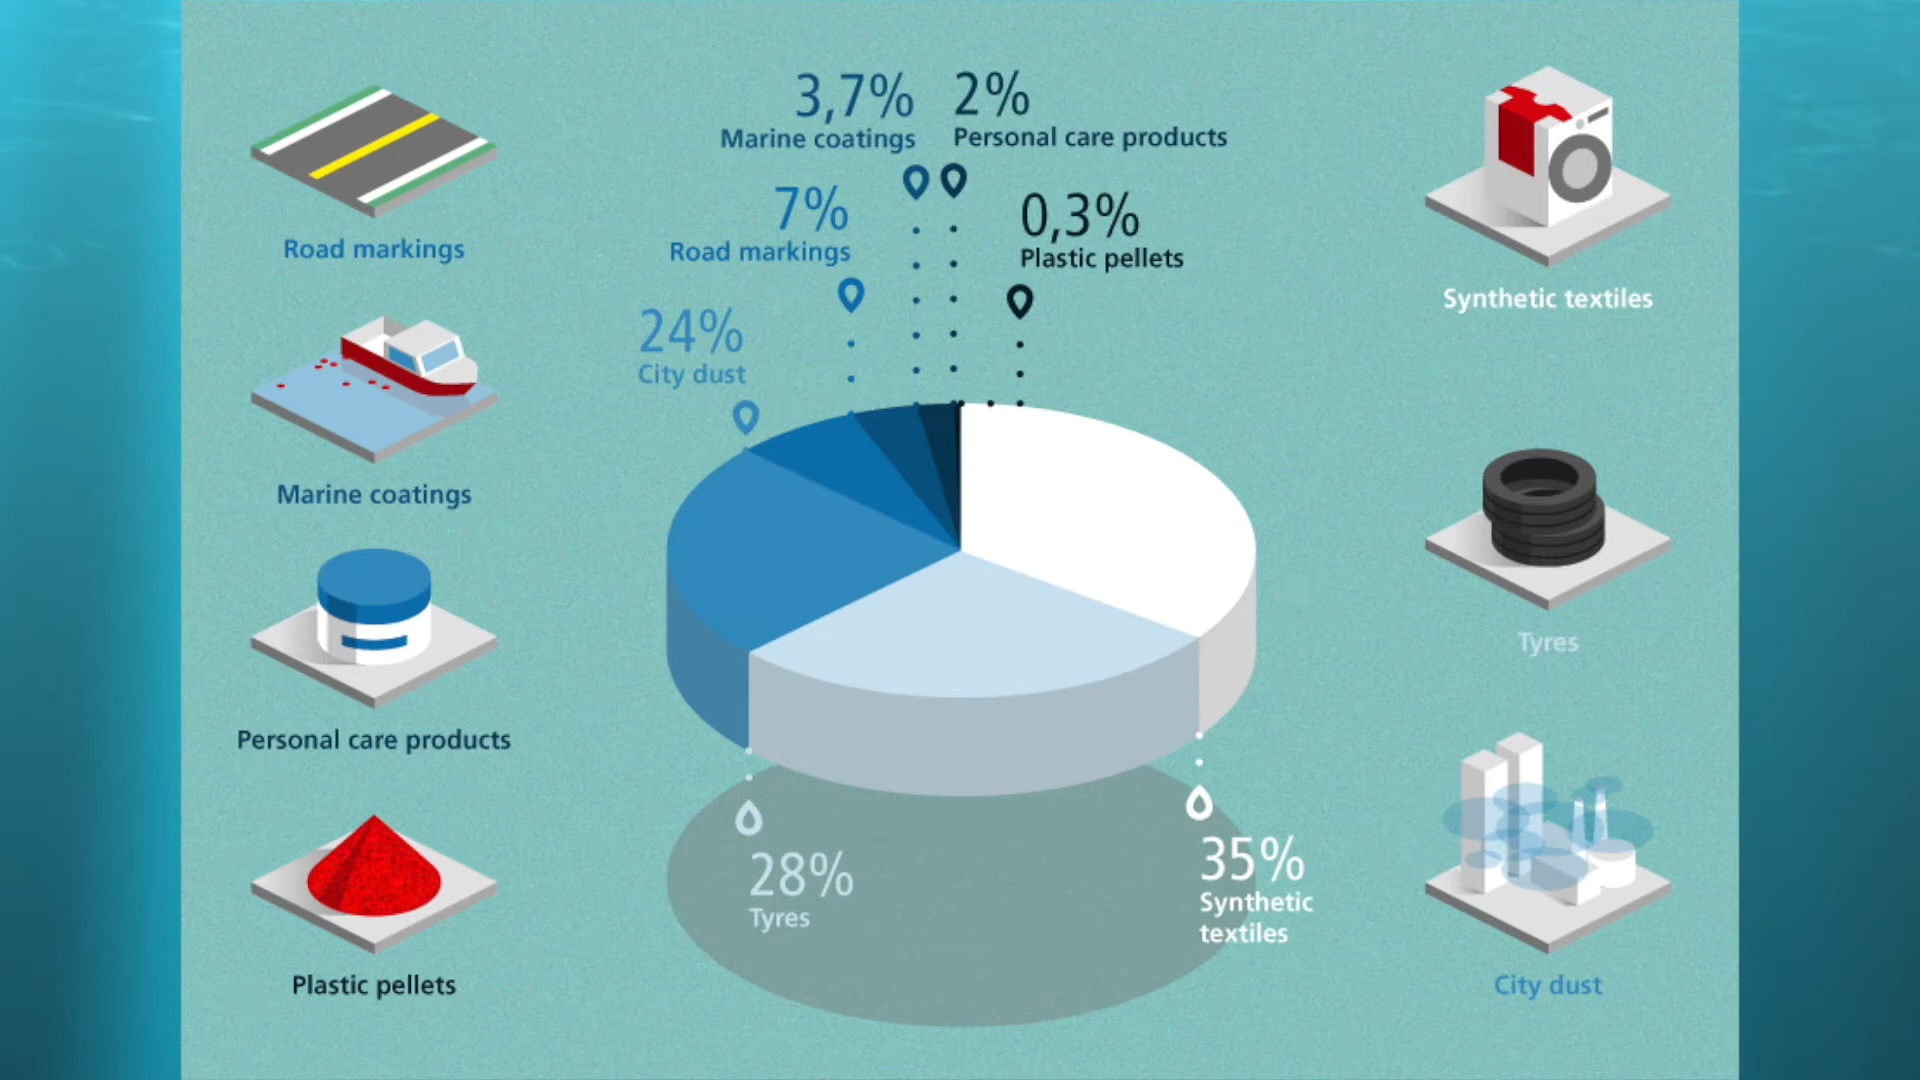 3,7%
Marine coatings
2%
Personal care products
7%
Road markings
0,3%
Plastic pellets
24%
City dust
28%
Tyres
35%
Synthetic
textiles
Road markings
Marine coatings
Personal care products
Plastic pellets
Synthetic textiles
Tyres
City dust